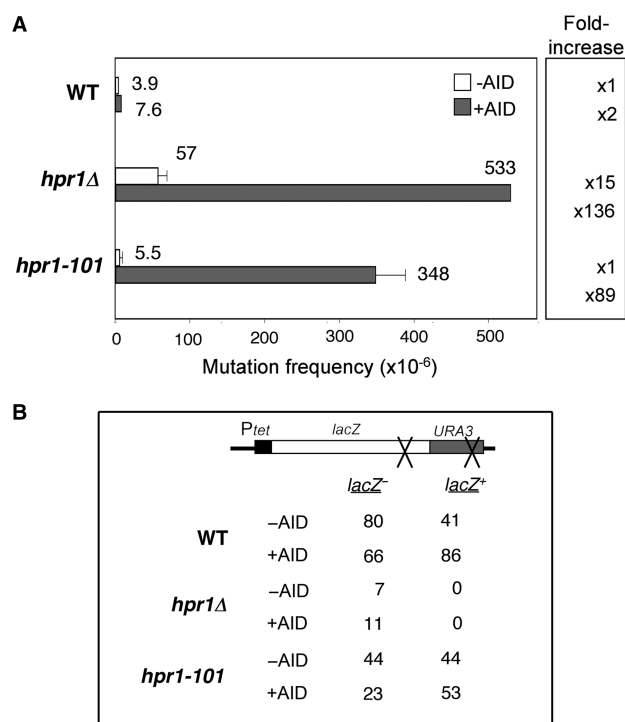 A
Fold-
increase
WT
3.9
7.6
-AID
+AID
x1
x2
hpr1Δ
57
533
x15
x136
hpr1-101
5.5
348
x1
x89
0 100 200 300 400 500
Mutation frequency (x10-6)
B
Ptet lacZ URA3
lacZ- lacZ+
WT
–AID 80 41
+AID 66 86
hpr1Δ
–AID 7 0
+AID 11 0
hpr1-101
–AID 44 44
+AID 23 53